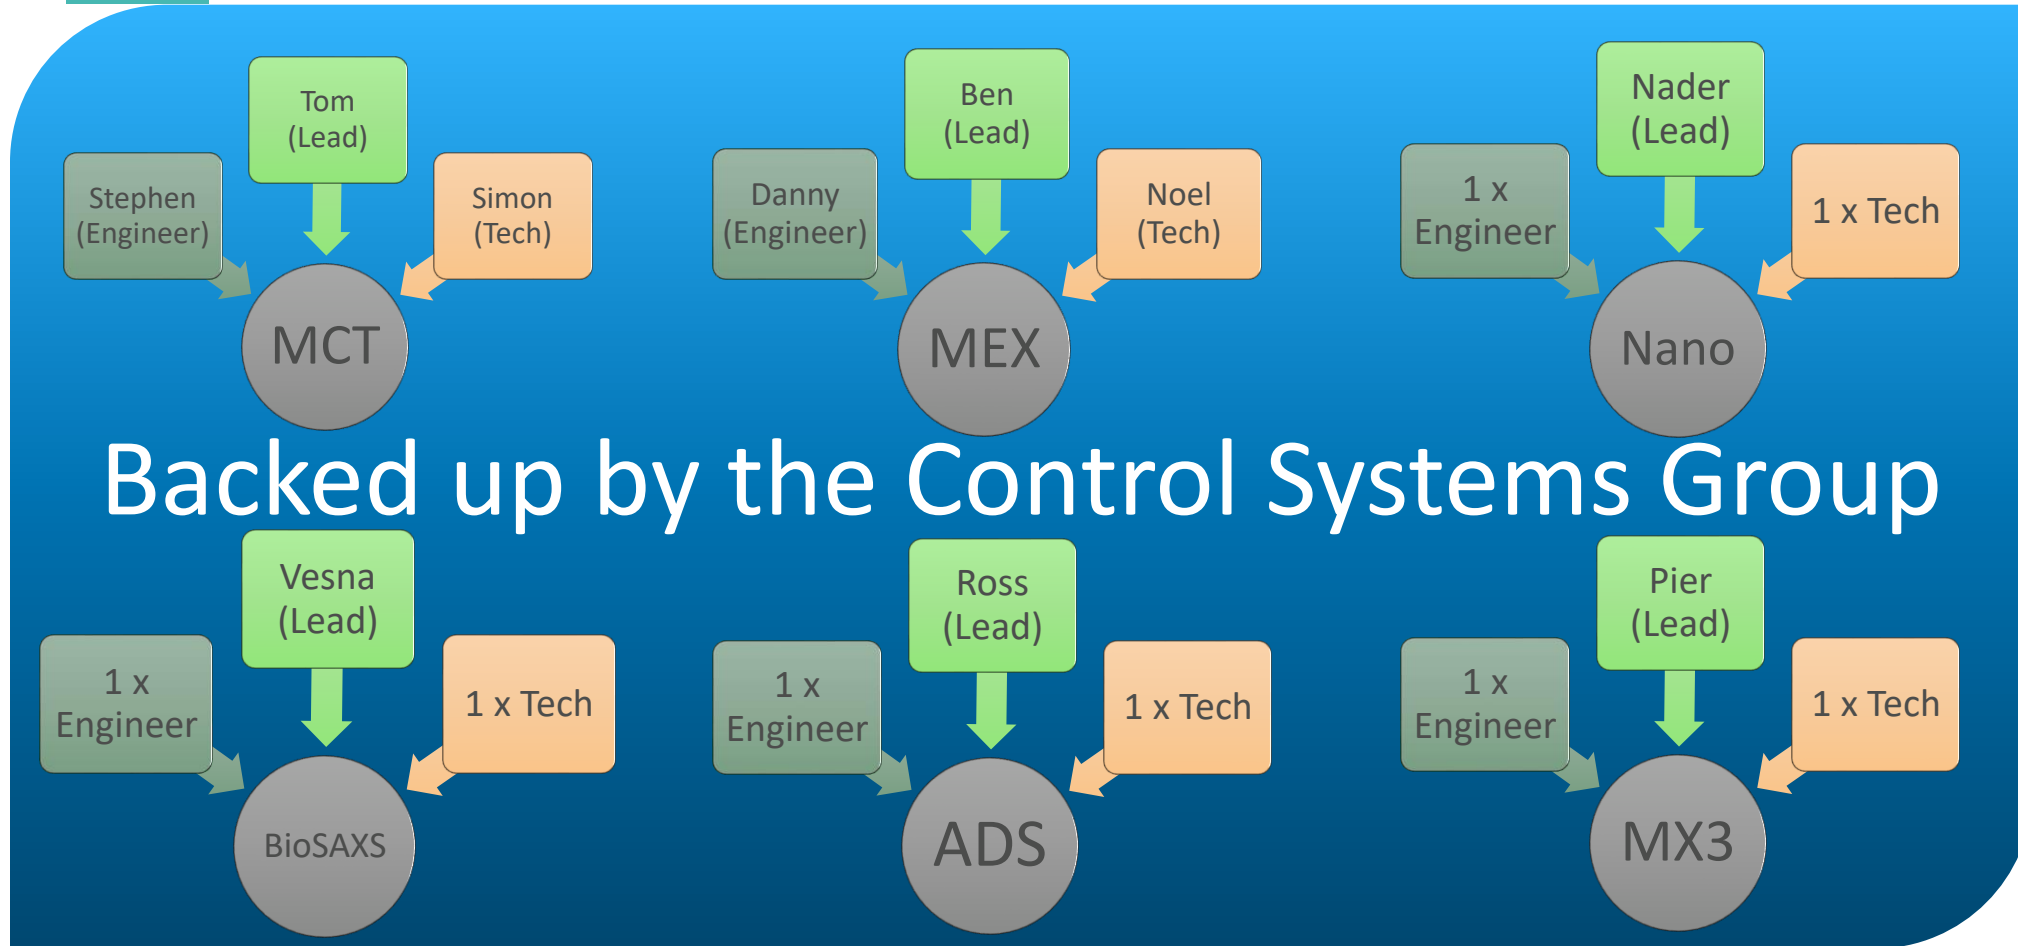 Tom
(Lead)
Stephen
(Engineer)
Simon
(Tech)
MCT
Ben
(Lead)
Danny
(Engineer)
Noel
(Tech)
MEX
Nader
(Lead)
1 x
Engineer
1 x Tech
Nano
Backed up by the Control Systems Group
Vesna
(Lead)
1 x
Engineer
1 x Tech
BioSAXS
Ross
(Lead)
1 x
Engineer
1 x Tech
ADS
Pier
(Lead)
1 x
Engineer
1 x Tech
MX3